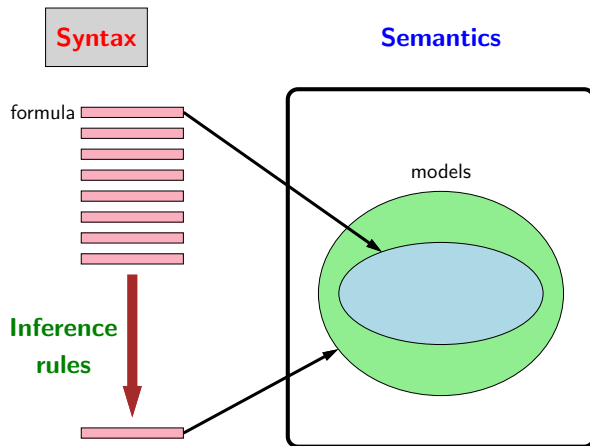 Syntax
Semantics
formula
models
Inference
rules